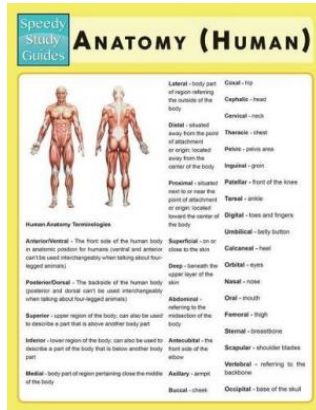 Speedy
Study
Guides
ANATOMY (HUMAN)
Human Anatomy Terminologies
Anterior/Ventral - The front side of the human body
in anatomic position for humans (ventral and anterior
can't be used interchangeably when talking about four-
legged animals)
Posterior/Dorsal - The backside of the human body
(posterior and dorsal can't be used interchangeably
when talking about four-legged animals)
Superior - upper region of the body; can also be used
to describe a part that is above another body part
Inferior - lower region of the body; can also be used to
describe a part of the body that is below another body
part
Medial - body part of region pertaining close the middle
of the body
Lateral - body part
of region referring
the outside of the
body
Distal - situated
away from the point
of attachment
or origin; located
away from the
center of the body
Proximal - situated
next to or near the
point of attachment
or origin; located
toward the center of
the body
Superficial - on or
close to the skin
Deep - beneath the
upper layer of the
skin
Abdominal -
referring to the
midsection of the
body
Antecubital - the
front side of the
elbow
Axillary - armpit
Buccal - cheek
Coxal - hip
Cephalic - head
Cervical - neck
Thoracic - chest
Pelvic - pelvis area
Inguinal - groin
Patellar - front of the knee
Tarsal - ankle
Digital - toes and fingers
Umbilical - belly button
Calcaneal - heel
Orbital - eyes
Nasal - nose
Oral - mouth
Femoral - thigh
Sternal - breastbone
Scapular - shoulder blades
Vertebral - referring to the
backbone
Occipital - base of the skull